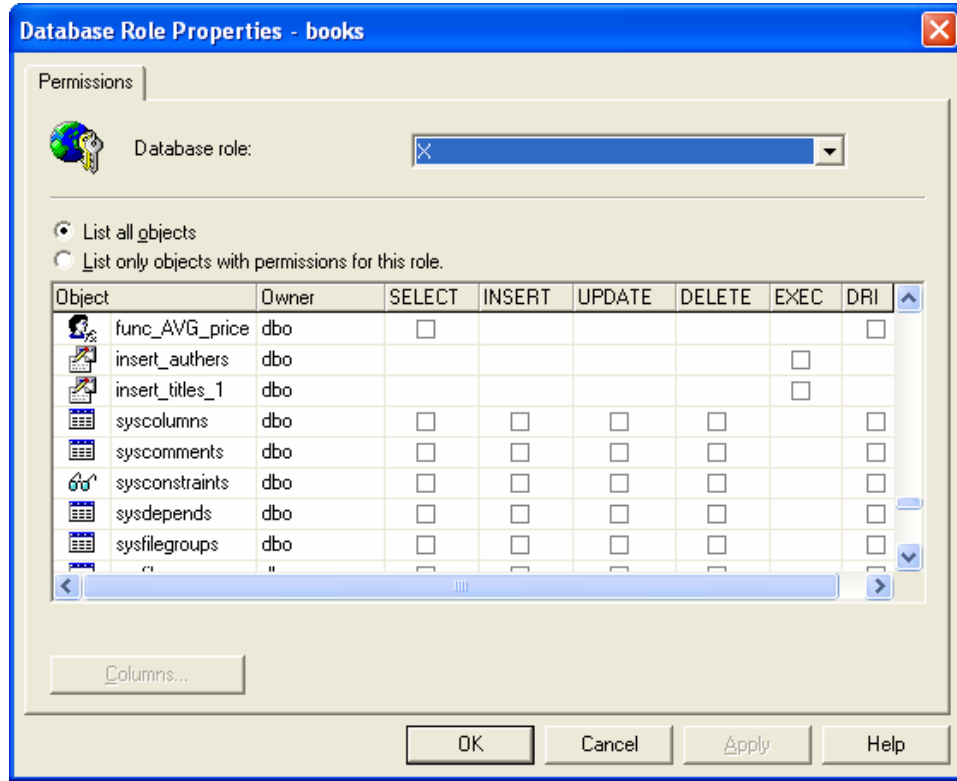 Database Role Properties - books
Permissions
Database role: X
List all objects
List only objects with permissions for this role.
Object Owner SELECT INSERT UPDATE DELETE EXEC DRI
func_AVG_price dbo
insert_authers dbo
insert_titles_1 dbo
syscolumns dbo
syscomments dbo
sysconstraints dbo
sysdepends dbo
sysfilegroups dbo
Columns...
OK Cancel Apply Help